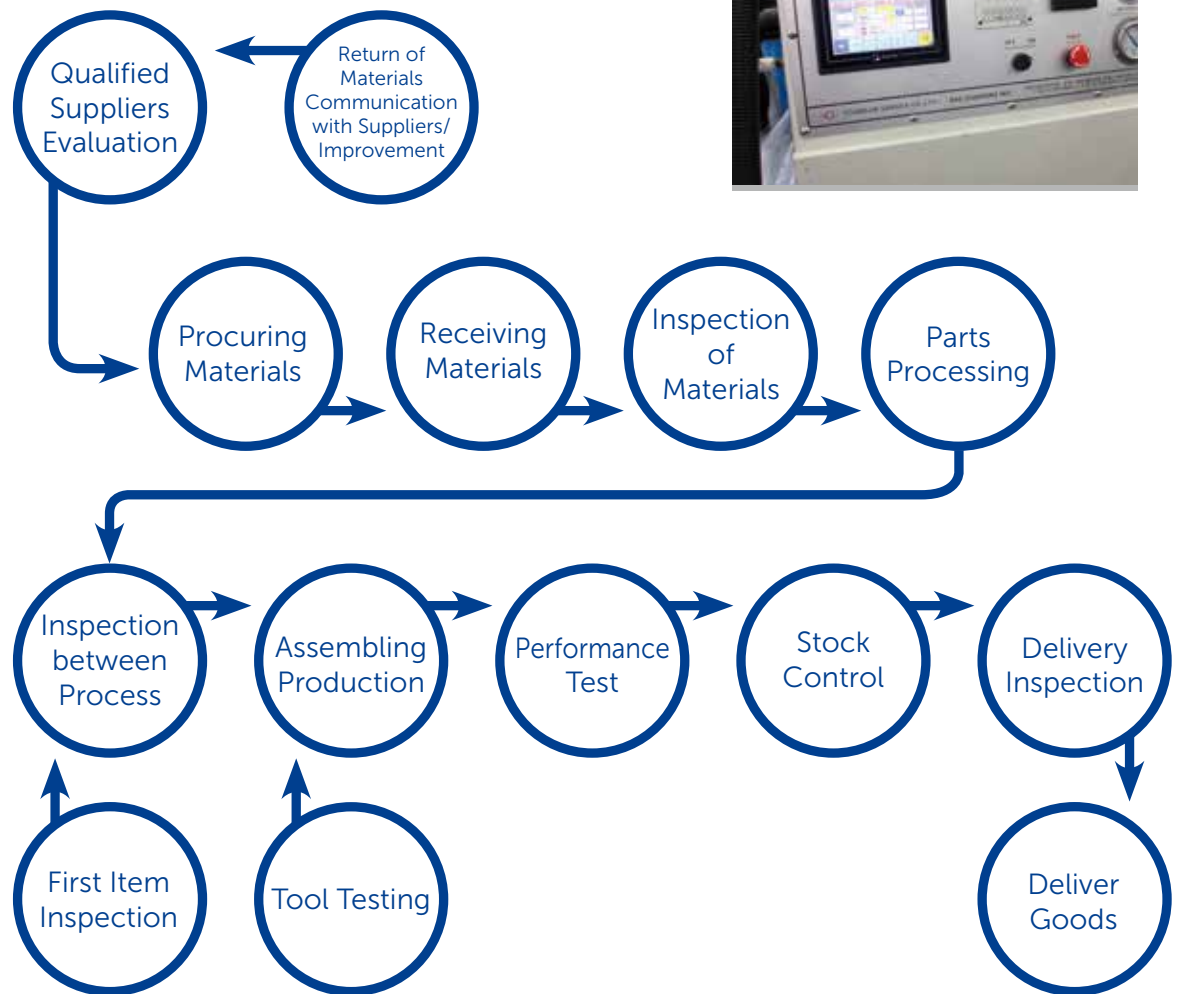 Qualified
Suppliers
Evaluation
Return of
Materials
Communication
with Suppliers/
Improvement
Procuring
Materials
Receiving
Materials
Inspection
of
Materials
Parts
Processing
Inspection
between
Process
Assembling
Production
Performance
Test
Stock
Control
Delivery
Inspection
First Item
Inspection
Tool Testing
Deliver
Goods